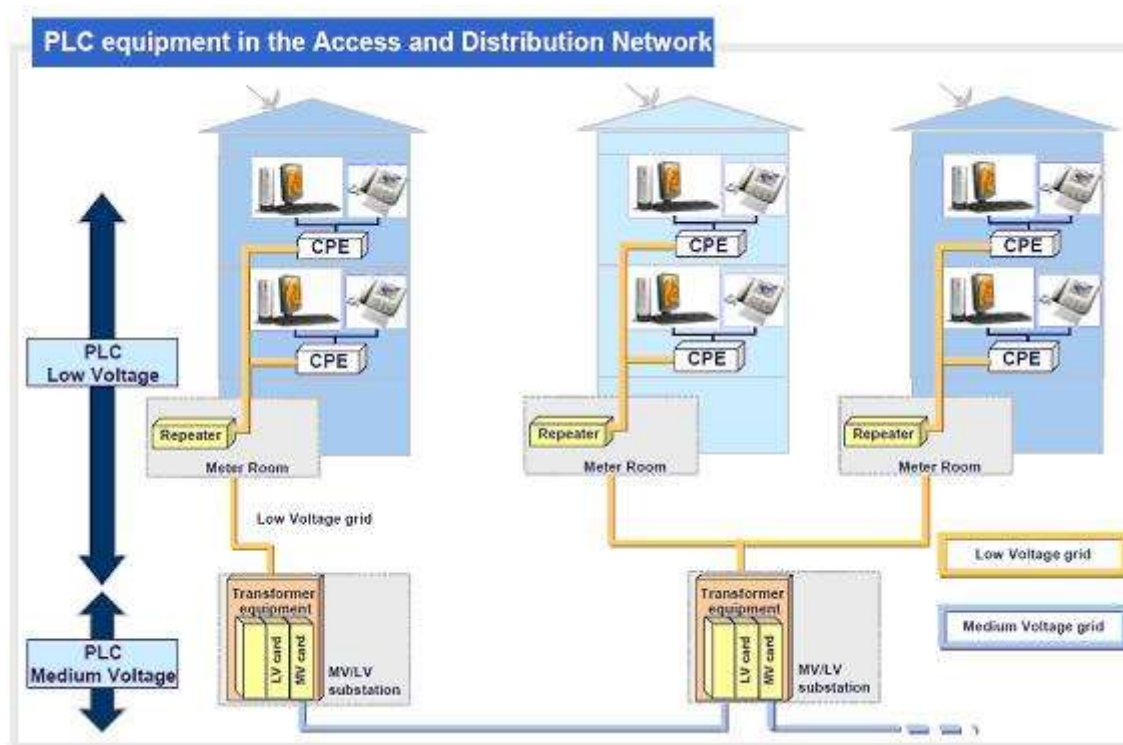 PLC equipment in the Access and Distribution Network
CPE
CPE
CPE
CPE
CPE
CPE
PLC
Low Voltage
Repeater
Meter Room
Repeater
Meter Room
Repeater
Meter Room
Low Voltage grid
Low Voltage grid
Transformer
equipment
LV card
MV card
MV/LV
substation
Transformer
equipment
LV card
MV card
MV/LV
substation
Medium Voltage grid
PLC
Medium Voltage